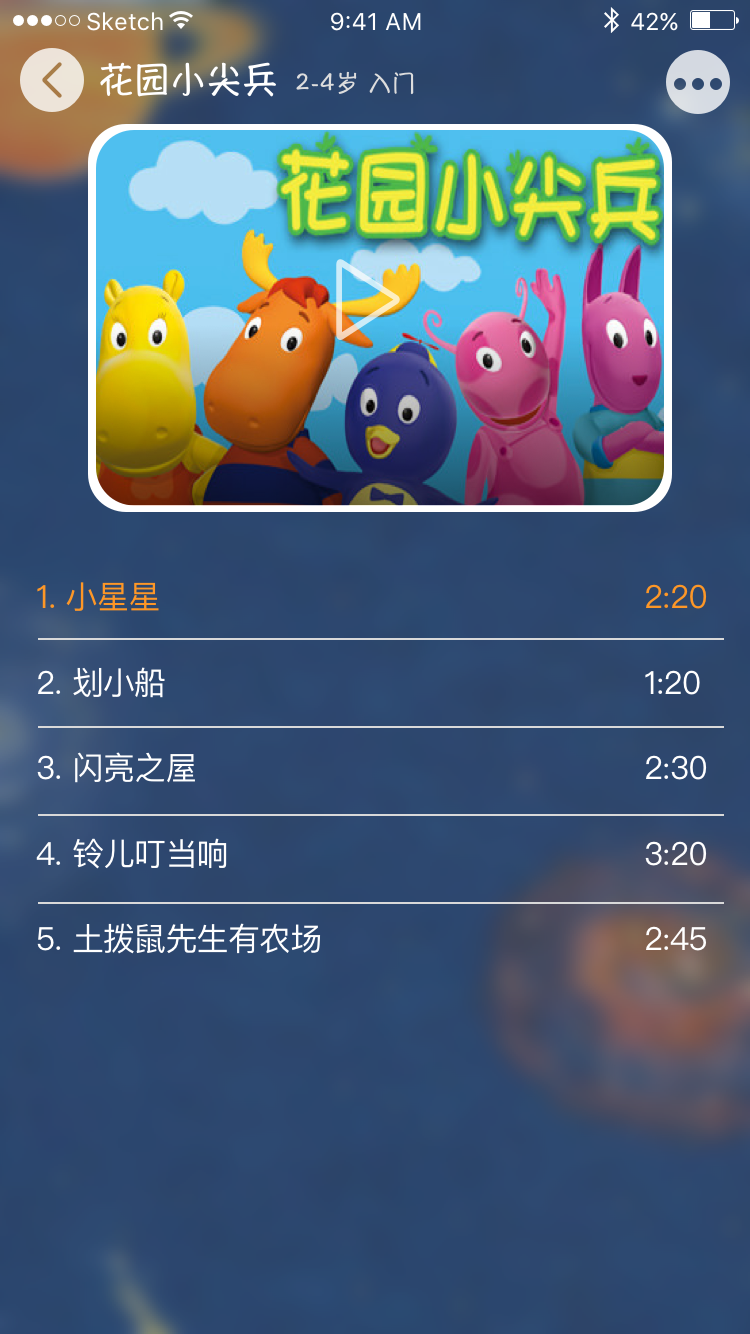 Sketch 9:41 AM 42%
花园小尖兵 2-4岁 入门
花园小尖兵
1. 小星星 2:20
2. 划小船 1:20
3. 闪亮之屋 2:30
4. 铃儿叮当响 3:20
5. 土拨鼠先生有农场 2:45